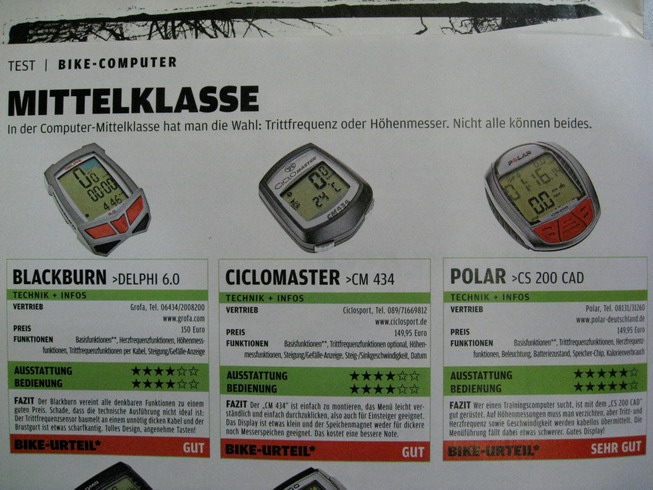 TEST | BIKE-COMPUTER
MITTELKLASSE
In der Computer-Mittelklasse hat man die Wahl: Trittfrequenz oder Höhenmesser. Nicht alle können beides.
BLACKBURN >DELPHI 6.0
TECHNIK + INFOS
VERTRIEB Grofa, Tel. 06434/2008200
www.grofa.com
PREIS 150 Euro
FUNKTIONEN Basisfunktionen**, Herzfrequenzfunktionen, Höhenmess-
funktionen, Trittfrequenzfunktionen per Kabel, Steigung/Gefälle-Anzeige
AUSSTATTUNG ★★★★☆☆
BEDIENUNG ★★★★☆☆
FAZIT Der Blackburn vereint alle denkbaren Funktionen zu einem
guten Preis. Schade, dass die technische Ausführung nicht ideal ist:
Der Trittfrequenzsensor baumelt an einem unnötig dicken Kabel und der
Brustgurt ist etwas scharfkantig. Tolles Design, angenehme Tasten!
BIKE-URTEIL* GUT
CICLOMASTER >CM 434
TECHNIK + INFOS
VERTRIEB Ciclosport, Tel. 089/71669812
www.ciclosport.de
PREIS 149,95 Euro
FUNKTIONEN Basisfunktionen**, Trittfrequenzfunktionen optional, Höhen-
messfunktionen, Steigung/Gefälle-Anzeige, Steig-/Sinkgeschwindigkeit, Datum
AUSSTATTUNG ★★★★☆☆
BEDIENUNG ★★★★☆☆
FAZIT Der „CM 434" ist einfach zu montieren, das Menü leicht ver-
ständlich und einfach durchzuklicken, also auch für Einsteiger geeignet.
Das Display ist etwas klein und der Speichenmagnet weder für dickere
noch Messerspeichen geeignet. Das kostet eine bessere Note.
BIKE-URTEIL* GUT
POLAR >CS 200 CAD
TECHNIK + INFOS
VERTRIEB Polar, Tel. 08131/31260
www.polar-deutschland.de
PREIS 149,95 Euro
FUNKTIONEN Basisfunktionen**, Trittfrequenzfunktionen, Herzfrequenz-
funktionen, Beleuchtung, Batteriezustand, Speicher-Chip, Kalorienverbrauch
AUSSTATTUNG ★★★★★☆
BEDIENUNG ★★★★★☆
FAZIT Wer einen Trainingscomputer sucht, ist mit dem „CS 200 CAD"
gut gerüstet. Auf Höhenmessungen muss man verzichten, aber Tritt- und
Herzfrequenz sowie Geschwindigkeit werden kabellos übermittelt. Die
Menüführung fällt dabei etwas schwerer. Gutes Display!
BIKE-URTEIL* SEHR GUT